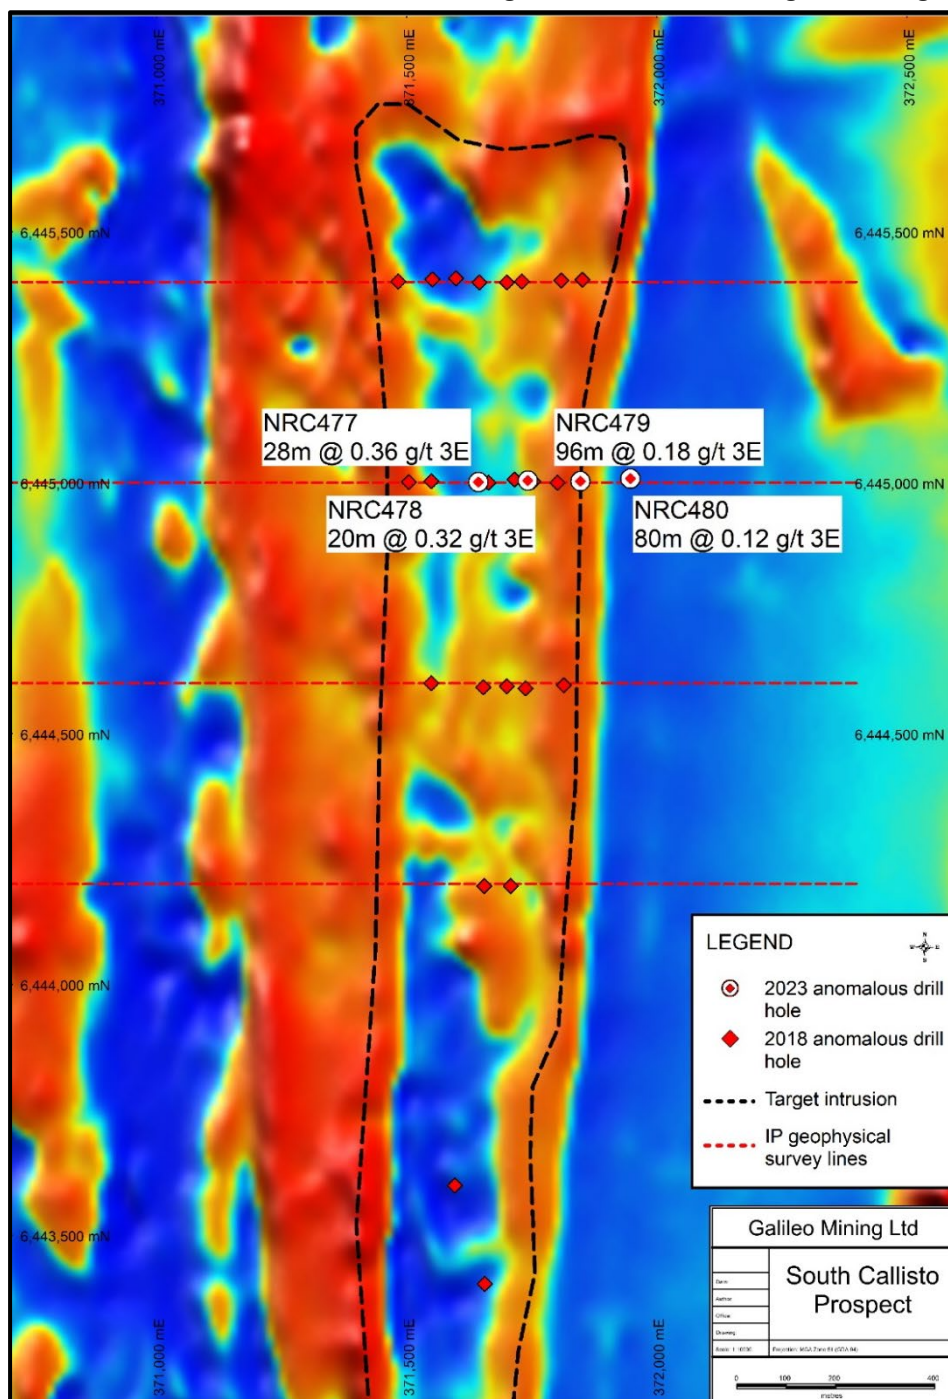 371,000 mE
371,500 mE
372,000 mE
372,500 mE
6,445,500 mN
6,445,500 mN
NRC477
28m @ 0.36 g/t 3E
NRC479
96m @ 0.18 g/t 3E
6,445,000 mN
6,445,000 mN
NRC478
20m @ 0.32 g/t 3E
NRC480
80m @ 0.12 g/t 3E
6,444,500 mN
6,444,500 mN
6,444,000 mN
LEGEND
N
2023 anomalous drill
hole
2018 anomalous drill
hole
Target intrusion
IP geophysical
survey lines
6,443,500 mN
Galileo Mining Ltd
South Callisto
Prospect
Date:
Author:
Office:
Drawing:
0 100 200 400
metres
371,000 mE
371,500 mE
372,000 mE